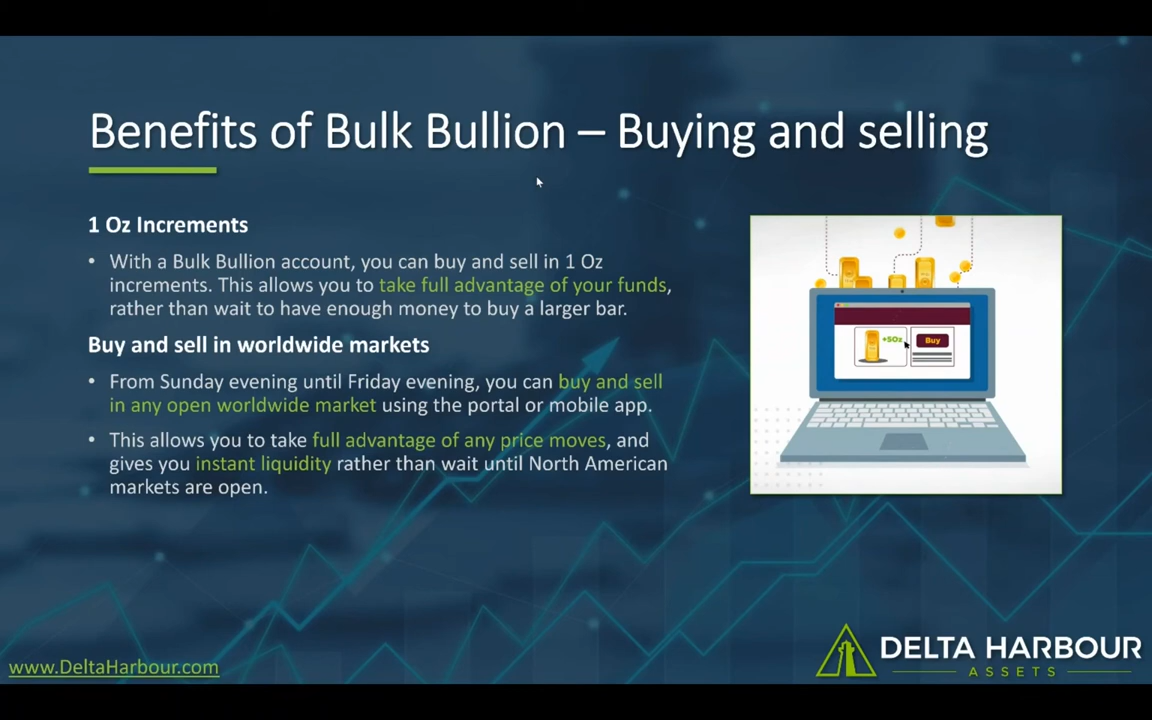 Benefits of Bulk Bullion – Buying and selling
1 Oz Increments
• With a Bulk Bullion account, you can buy and sell in 1 Oz
increments. This allows you to take full advantage of your funds,
rather than wait to have enough money to buy a larger bar.
Buy and sell in worldwide markets
• From Sunday evening until Friday evening, you can buy and sell
in any open worldwide market using the portal or mobile app.
• This allows you to take full advantage of any price moves, and
gives you instant liquidity rather than wait until North American
markets are open.
+5Oz
Buy
www.DeltaHarbour.com
DELTA HARBOUR
ASSETS